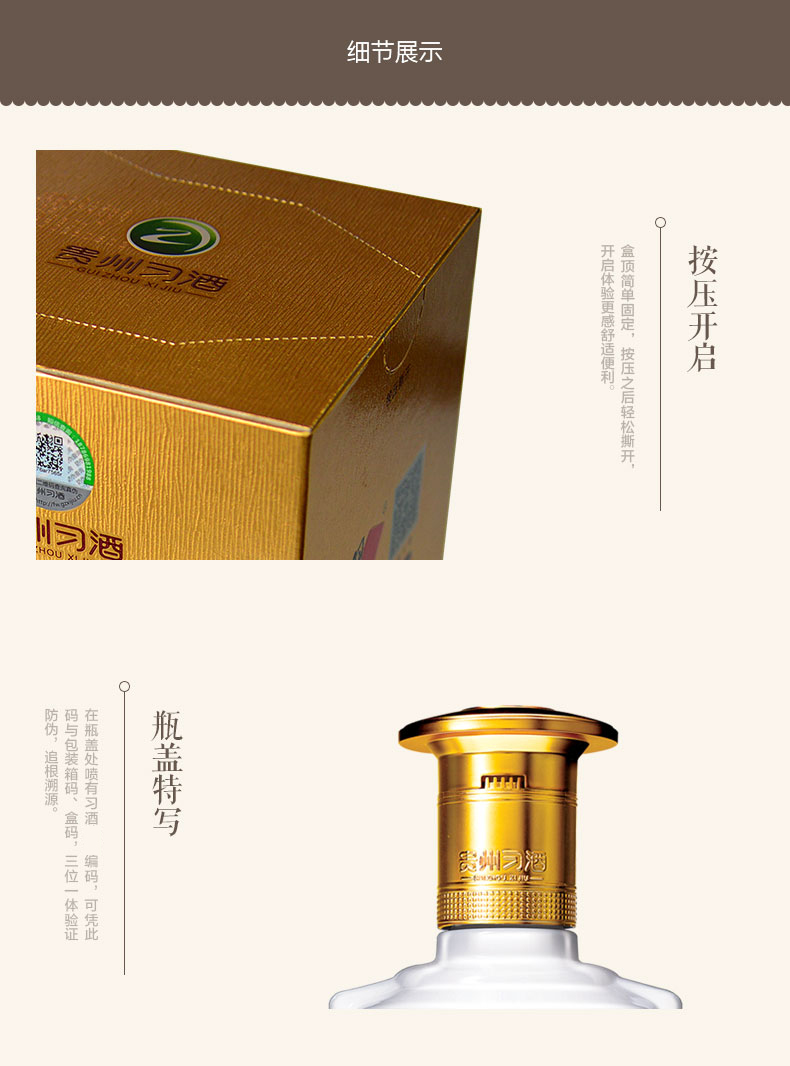 细节展示
贵州习酒
GUIZHOU XIJIU
州习酒
按压开启
盒顶简单固定，按压之后轻松撕开，
开启体验更感舒适便利。
瓶盖特写
在瓶盖处喷有习酒 编码，可凭此
码与包装箱码、盒码，三位一体验证
防伪，追根溯源。
贵州习酒
GUIZHOU XIJIU